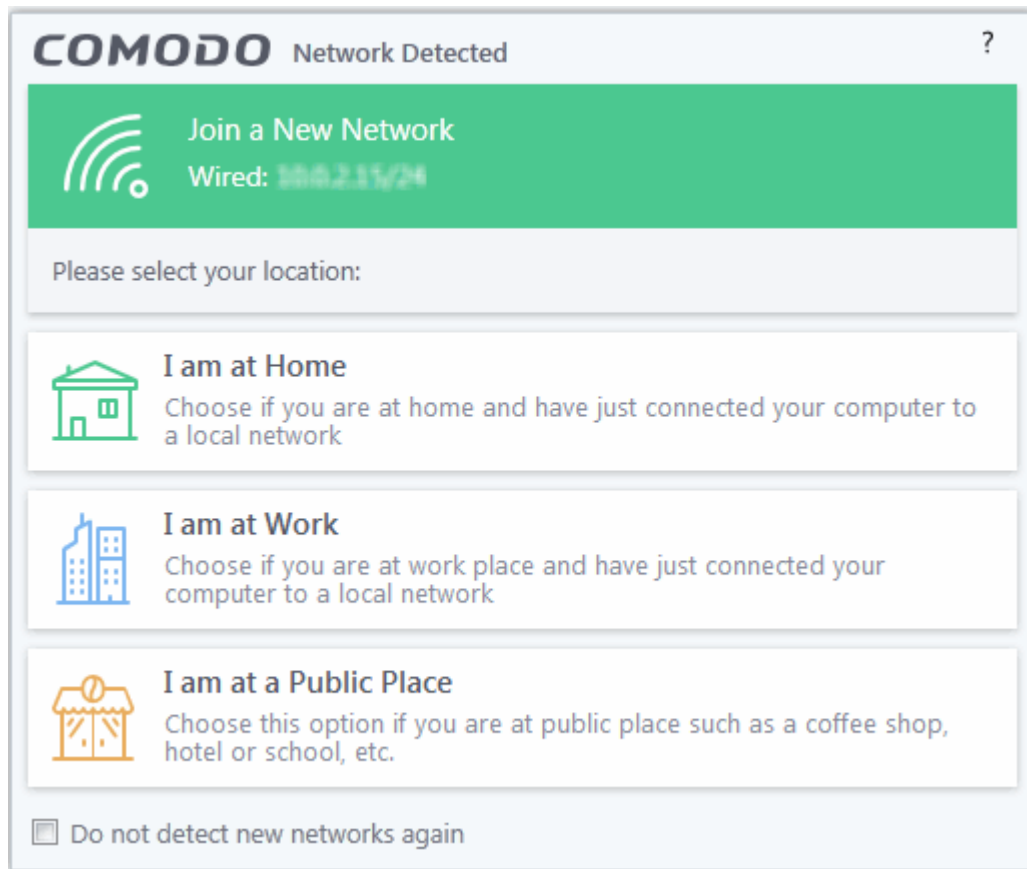 COMODO Network Detected ?
Join a New Network
Wired:
Please select your location:
I am at Home
Choose if you are at home and have just connected your computer to
a local network
I am at Work
Choose if you are at work place and have just connected your
computer to a local network
I am at a Public Place
Choose this option if you are at public place such as a coffee shop,
hotel or school, etc.
Do not detect new networks again